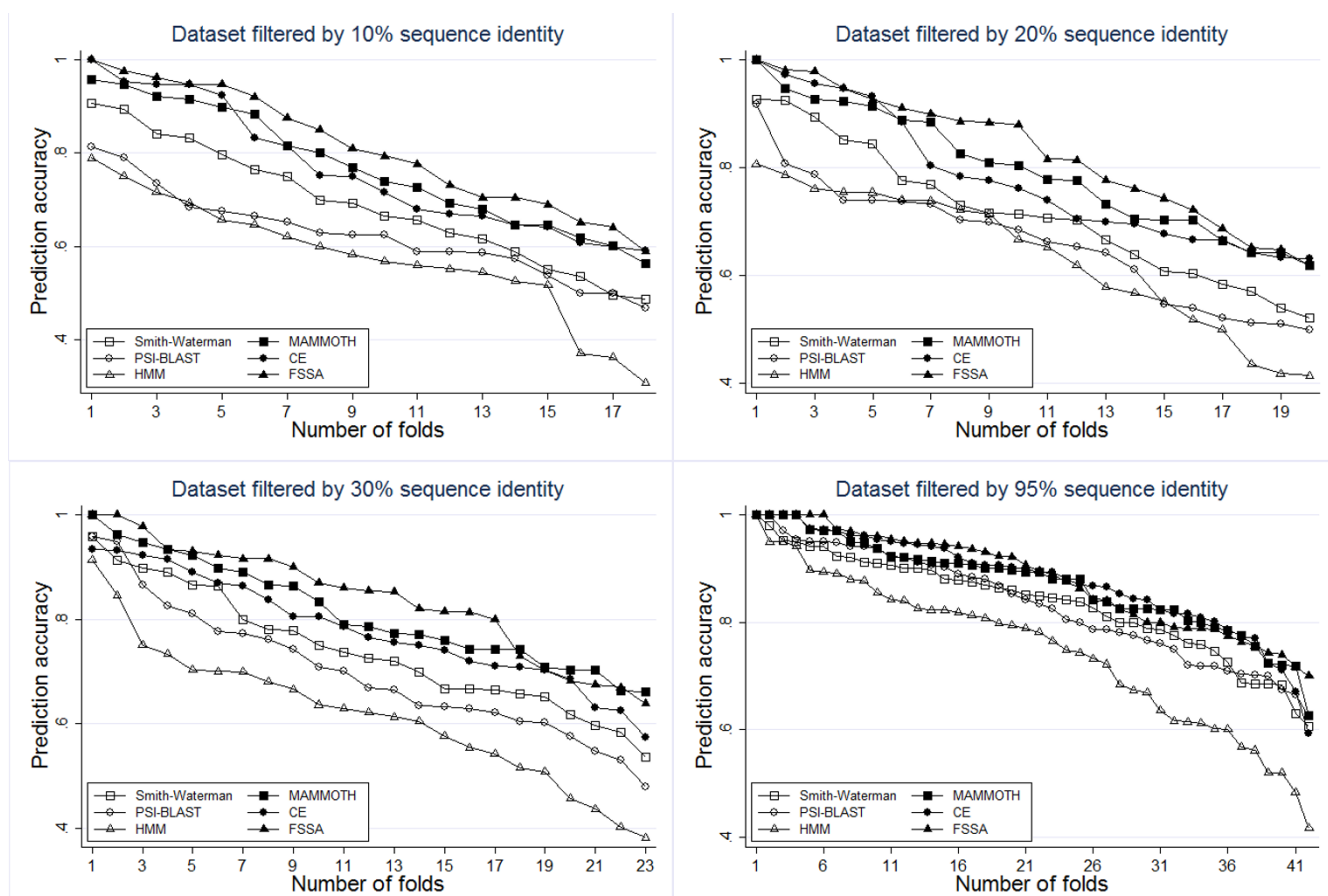 Dataset filtered by 10% sequence identity
Prediction accuracy
1
.8
.6
.4
Smith-Waterman MAMMOTH
PSI-BLAST CE
HMM FSSA
1 3 5 7 9 11 13 15 17
Number of folds
Dataset filtered by 20% sequence identity
Prediction accuracy
1
.8
.6
.4
Smith-Waterman MAMMOTH
PSI-BLAST CE
HMM FSSA
1 3 5 7 9 11 13 15 17 19
Number of folds
Dataset filtered by 30% sequence identity
Prediction accuracy
1
.8
.6
.4
Smith-Waterman MAMMOTH
PSI-BLAST CE
HMM FSSA
1 3 5 7 9 11 13 15 17 19 21 23
Number of folds
Dataset filtered by 95% sequence identity
Prediction accuracy
1
.8
.6
.4
Smith-Waterman MAMMOTH
PSI-BLAST CE
HMM FSSA
1 6 11 16 21 26 31 36 41
Number of folds